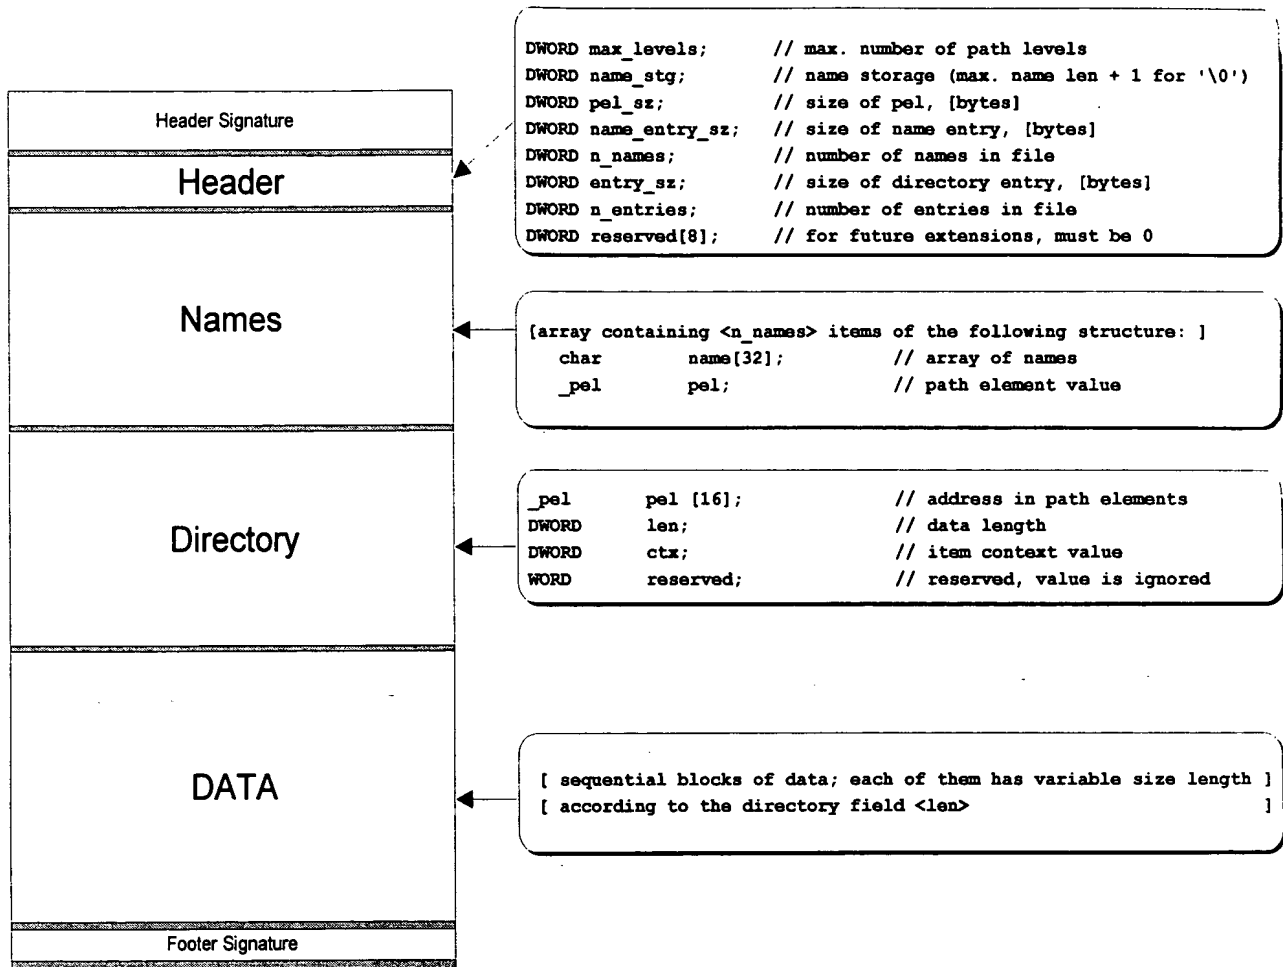 Header Signature
Header
Names
Directory
DATA
Footer Signature
DWORD max_levels; // max. number of path levels
DWORD name_stg; // name storage (max. name len + 1 for '\0')
DWORD pel_sz; // size of pel, [bytes]
DWORD name_entry_sz; // size of name entry, [bytes]
DWORD n_names; // number of names in file
DWORD entry_sz; // size of directory entry, [bytes]
DWORD n_entries; // number of entries in file
DWORD reserved[8]; // for future extensions, must be 0
[array containing <n_names> items of the following structure: ]
char name[32]; // array of names
_pel pel; // path element value
_pel pel [16]; // address in path elements
DWORD len; // data length
DWORD ctx; // item context value
WORD reserved; // reserved, value is ignored
[ sequential blocks of data; each of them has variable size length ]
[ according to the directory field <len> ]